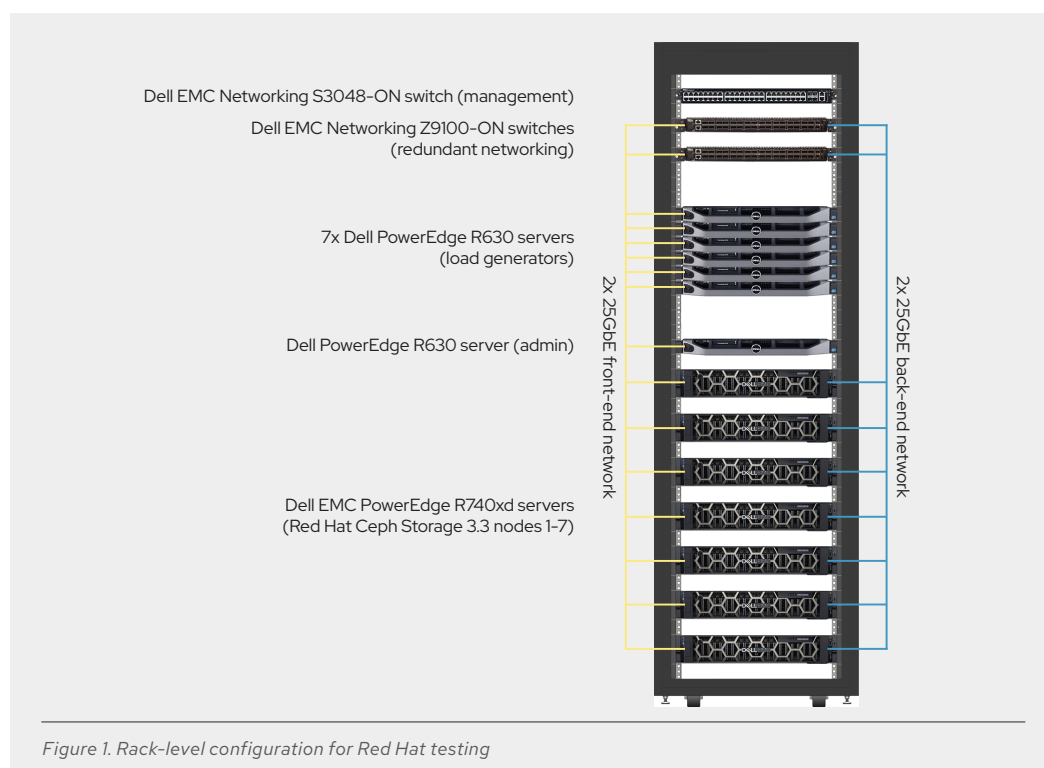 Dell EMC Networking S3048-ON switch (management)
Dell EMC Networking Z9100-ON switches
(redundant networking)
7x Dell PowerEdge R630 servers
(load generators)
2x 25GbE front-end network
2x 25GbE back-end network
Dell PowerEdge R630 server (admin)
Dell EMC PowerEdge R740xd servers
(Red Hat Ceph Storage 3.3 nodes 1-7)
Figure 1. Rack-level configuration for Red Hat testing